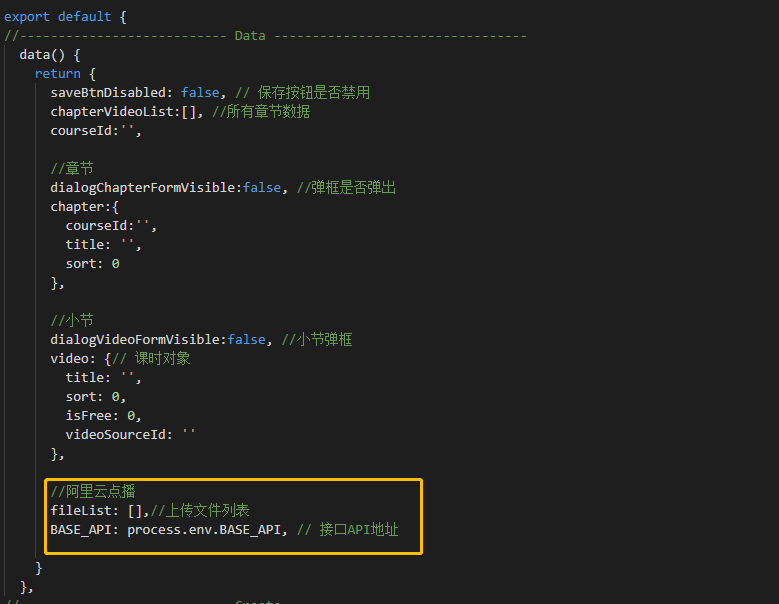 export default {
//--------------------------- Data ---------------------------------
data() {
return {
saveBtnDisabled: false, // 保存按钮是否禁用
chapterVideoList:[], //所有章节数据
courseId:'',
//章节
dialogChapterFormVisible:false, //弹框是否弹出
chapter:{
courseId:'',
title: '',
sort: 0
},
//小节
dialogVideoFormVisible:false, //小节弹框
video: {// 课时对象
title: '',
sort: 0,
isFree: 0,
videoSourceId: ''
},
//阿里云点播
fileList: [],//上传文件列表
BASE_API: process.env.BASE_API, // 接口API地址
}
},